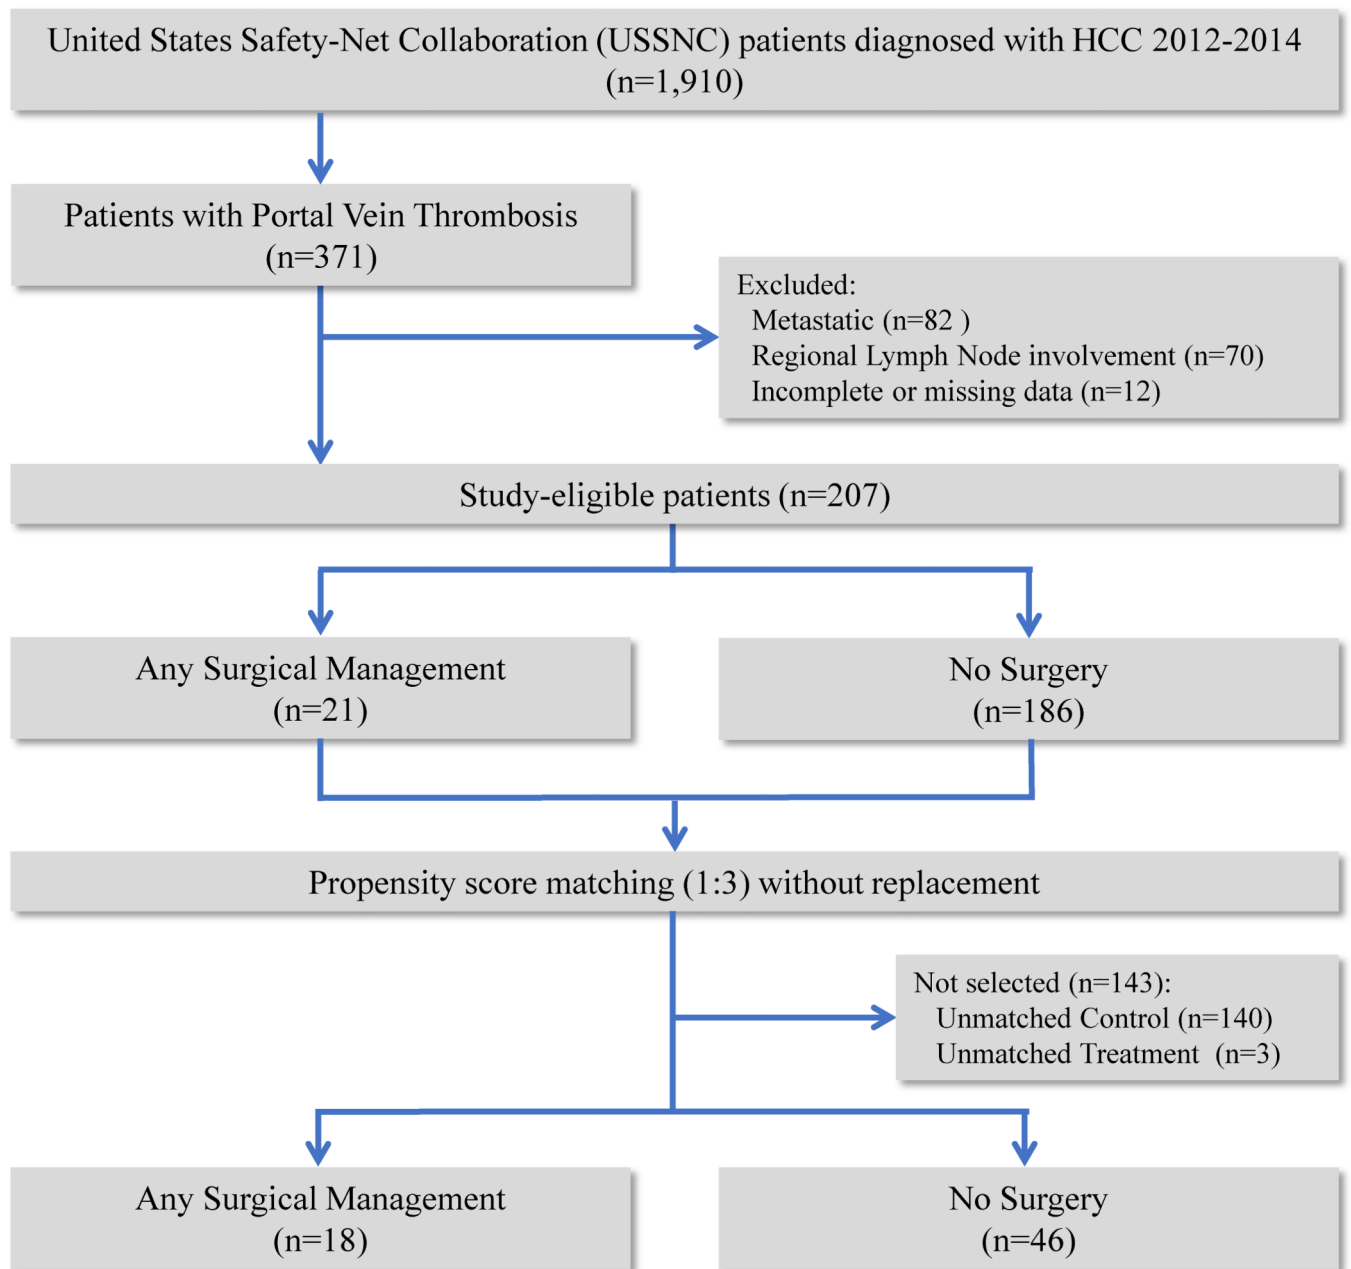 United States Safety-Net Collaboration (USSNC) patients diagnosed with HCC 2012-2014
(n=1,910)
Patients with Portal Vein Thrombosis
(n=371)
Excluded:
Metastatic (n=82 )
Regional Lymph Node involvement (n=70)
Incomplete or missing data (n=12)
Study-eligible patients (n=207)
Any Surgical Management
(n=21)
No Surgery
(n=186)
Propensity score matching (1:3) without replacement
Not selected (n=143):
Unmatched Control (n=140)
Unmatched Treatment  (n=3)
Any Surgical Management
(n=18)
No Surgery
(n=46)